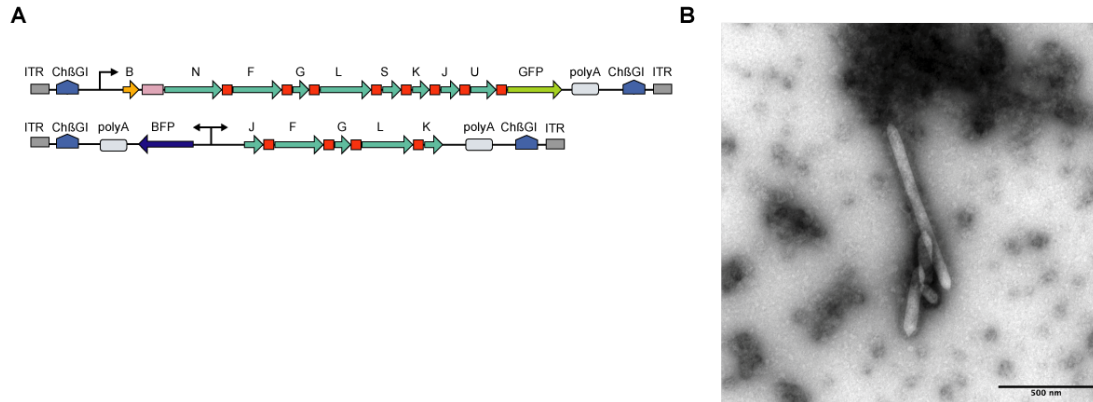 A
B
ITR ChßGI B N F G L S K J U GFP polyA ChßGI ITR
ITR ChßGI polyA BFP J F G L K polyA ChßGI ITR
500 nm